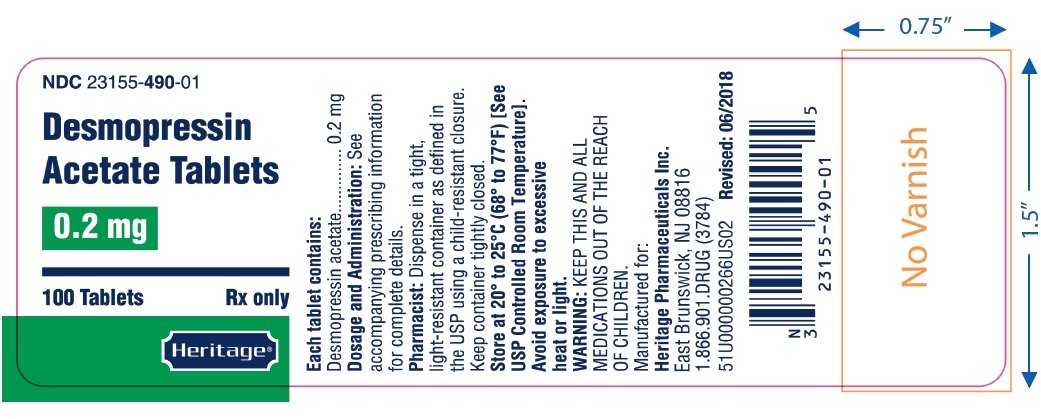 NDC 23155-490-01
Desmopressin
Acetate Tablets
0.2 mg
100 Tablets Rx only
Heritage®
Each tablet contains:
Desmopressin acetate............... 0.2 mg
Dosage and Administration: See
accompanying prescribing information
for complete details.
Pharmacist: Dispense in a tight,
light-resistant container as defined in
the USP using a child-resistant closure.
Keep container tightly closed.
Store at 20° to 25°C (68° to 77°F) [See
USP Controlled Room Temperature].
Avoid exposure to excessive
heat or light.
WARNING: KEEP THIS AND ALL
MEDICATIONS OUT OF THE REACH
OF CHILDREN.
Manufactured for:
Heritage Pharmaceuticals Inc.
East Brunswick, NJ 08816
1.866.901.DRUG (3784)
51U000000266US02 Revised: 06/2018
N
3 5
23155-490-01
No Varnish
0.75”
1.5”